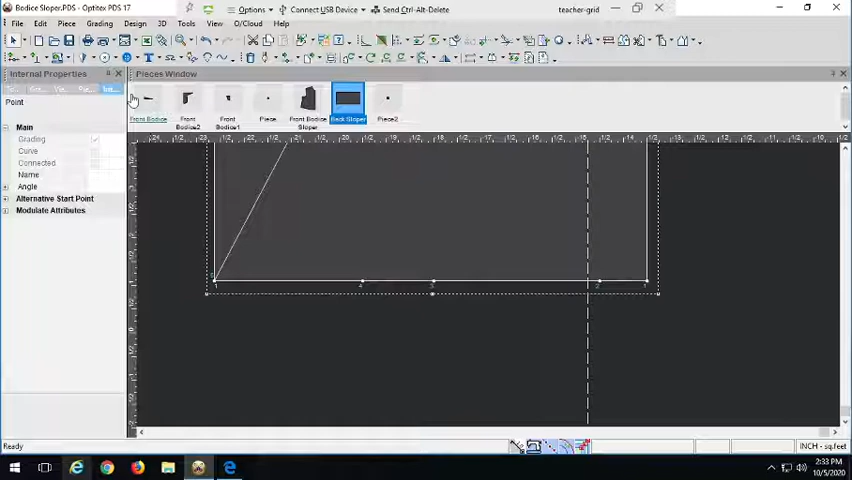 Bodice Sloper.PDS - Optitex PDS 17
Options
Connect USB Device
Send Ctrl-Alt-Delete
teacher-grid
File Edit Piece Grading Design 3D Tools View O/Cloud Help
Internal Properties
Pieces Window
Point
Main
Grading
Curve
Connected
Name
Angle
Alternative Start Point
Modulate Attributes
Front Bodice
Front Bodice2
Front Bodice1
Piece
Front Bodice Sloper
Back Sloper
Piece2
Ready
INCH - sq.feet
2:33 PM
10/5/2020